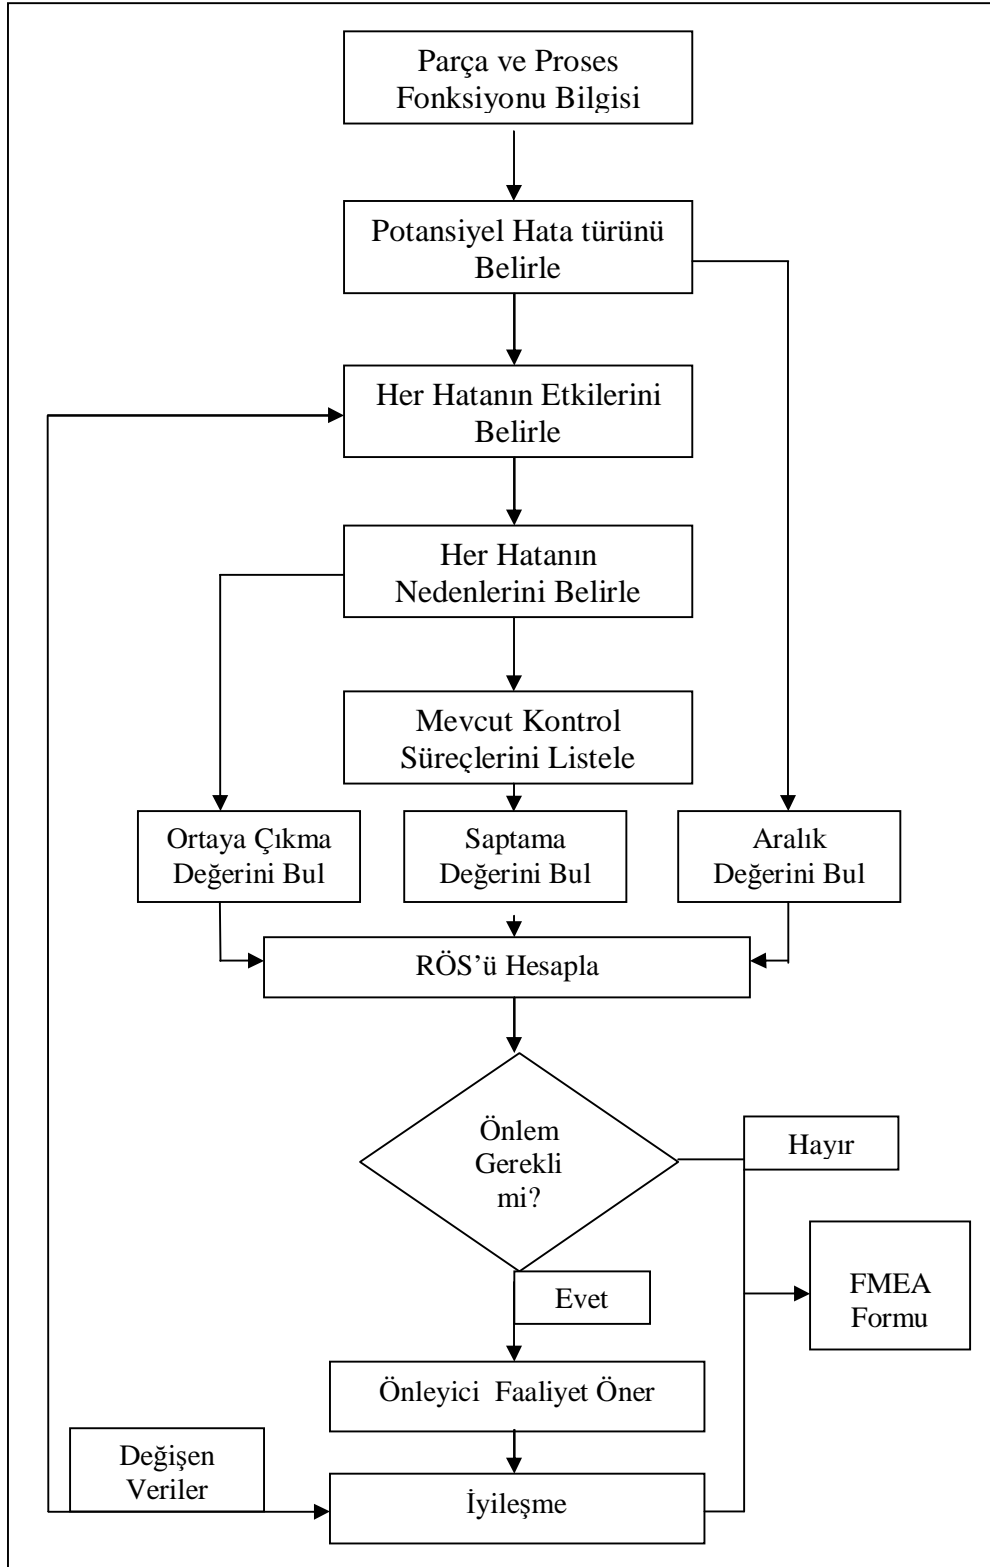 Parça ve Proses
Fonksiyonu Bilgisi
Potansiyel Hata türünü
Belirle
Her Hatanın Etkilerini
Belirle
Her Hatanın
Nedenlerini Belirle
Mevcut Kontrol
Süreçlerini Listele
Ortaya Çıkma
Değerini Bul
Saptama
Değerini Bul
Aralık
Değerini Bul
RÖS’ü Hesapla
Önlem
Gerekli
mi?
Hayır
FMEA
Formu
Evet
Önleyici Faaliyet Öner
Değişen
Veriler
İyileşme